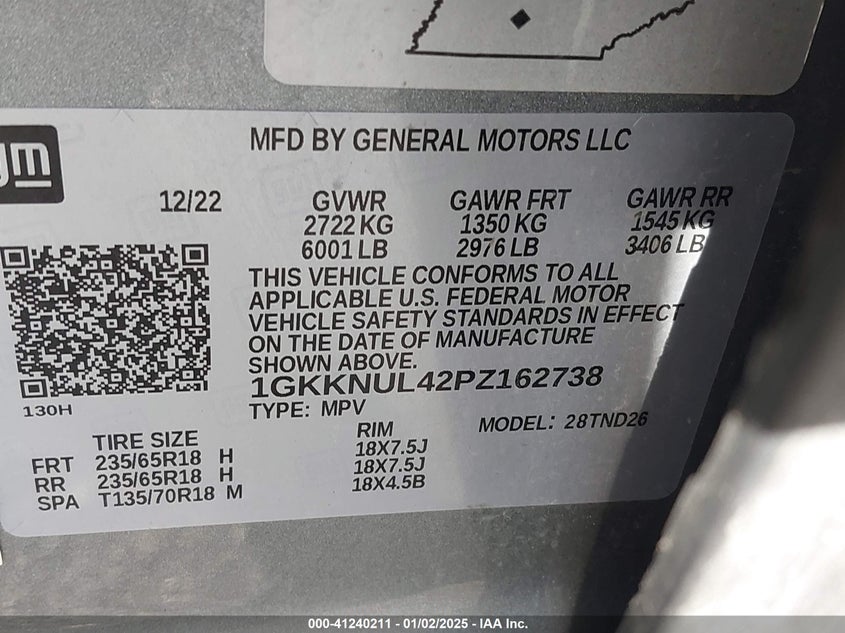 gm
MFD BY GENERAL MOTORS LLC
12/22
GVWR GAWR FRT GAWR RR
2722 KG 1350 KG 1545 KG
6001 LB 2976 LB 3406 LB
THIS VEHICLE CONFORMS TO ALL
APPLICABLE U.S. FEDERAL MOTOR
VEHICLE SAFETY STANDARDS IN EFFECT
ON THE DATE OF MANUFACTURE
SHOWN ABOVE.
1GKKNUL42PZ162738
TYPE: MPV
MODEL: 28TND26
130H
TIRE SIZE RIM
FRT 235/65R18 H 18X7.5J
RR 235/65R18 H 18X7.5J
SPA T135/70R18 M 18X4.5B
000-41240211 - 01/02/2025 - IAA Inc.